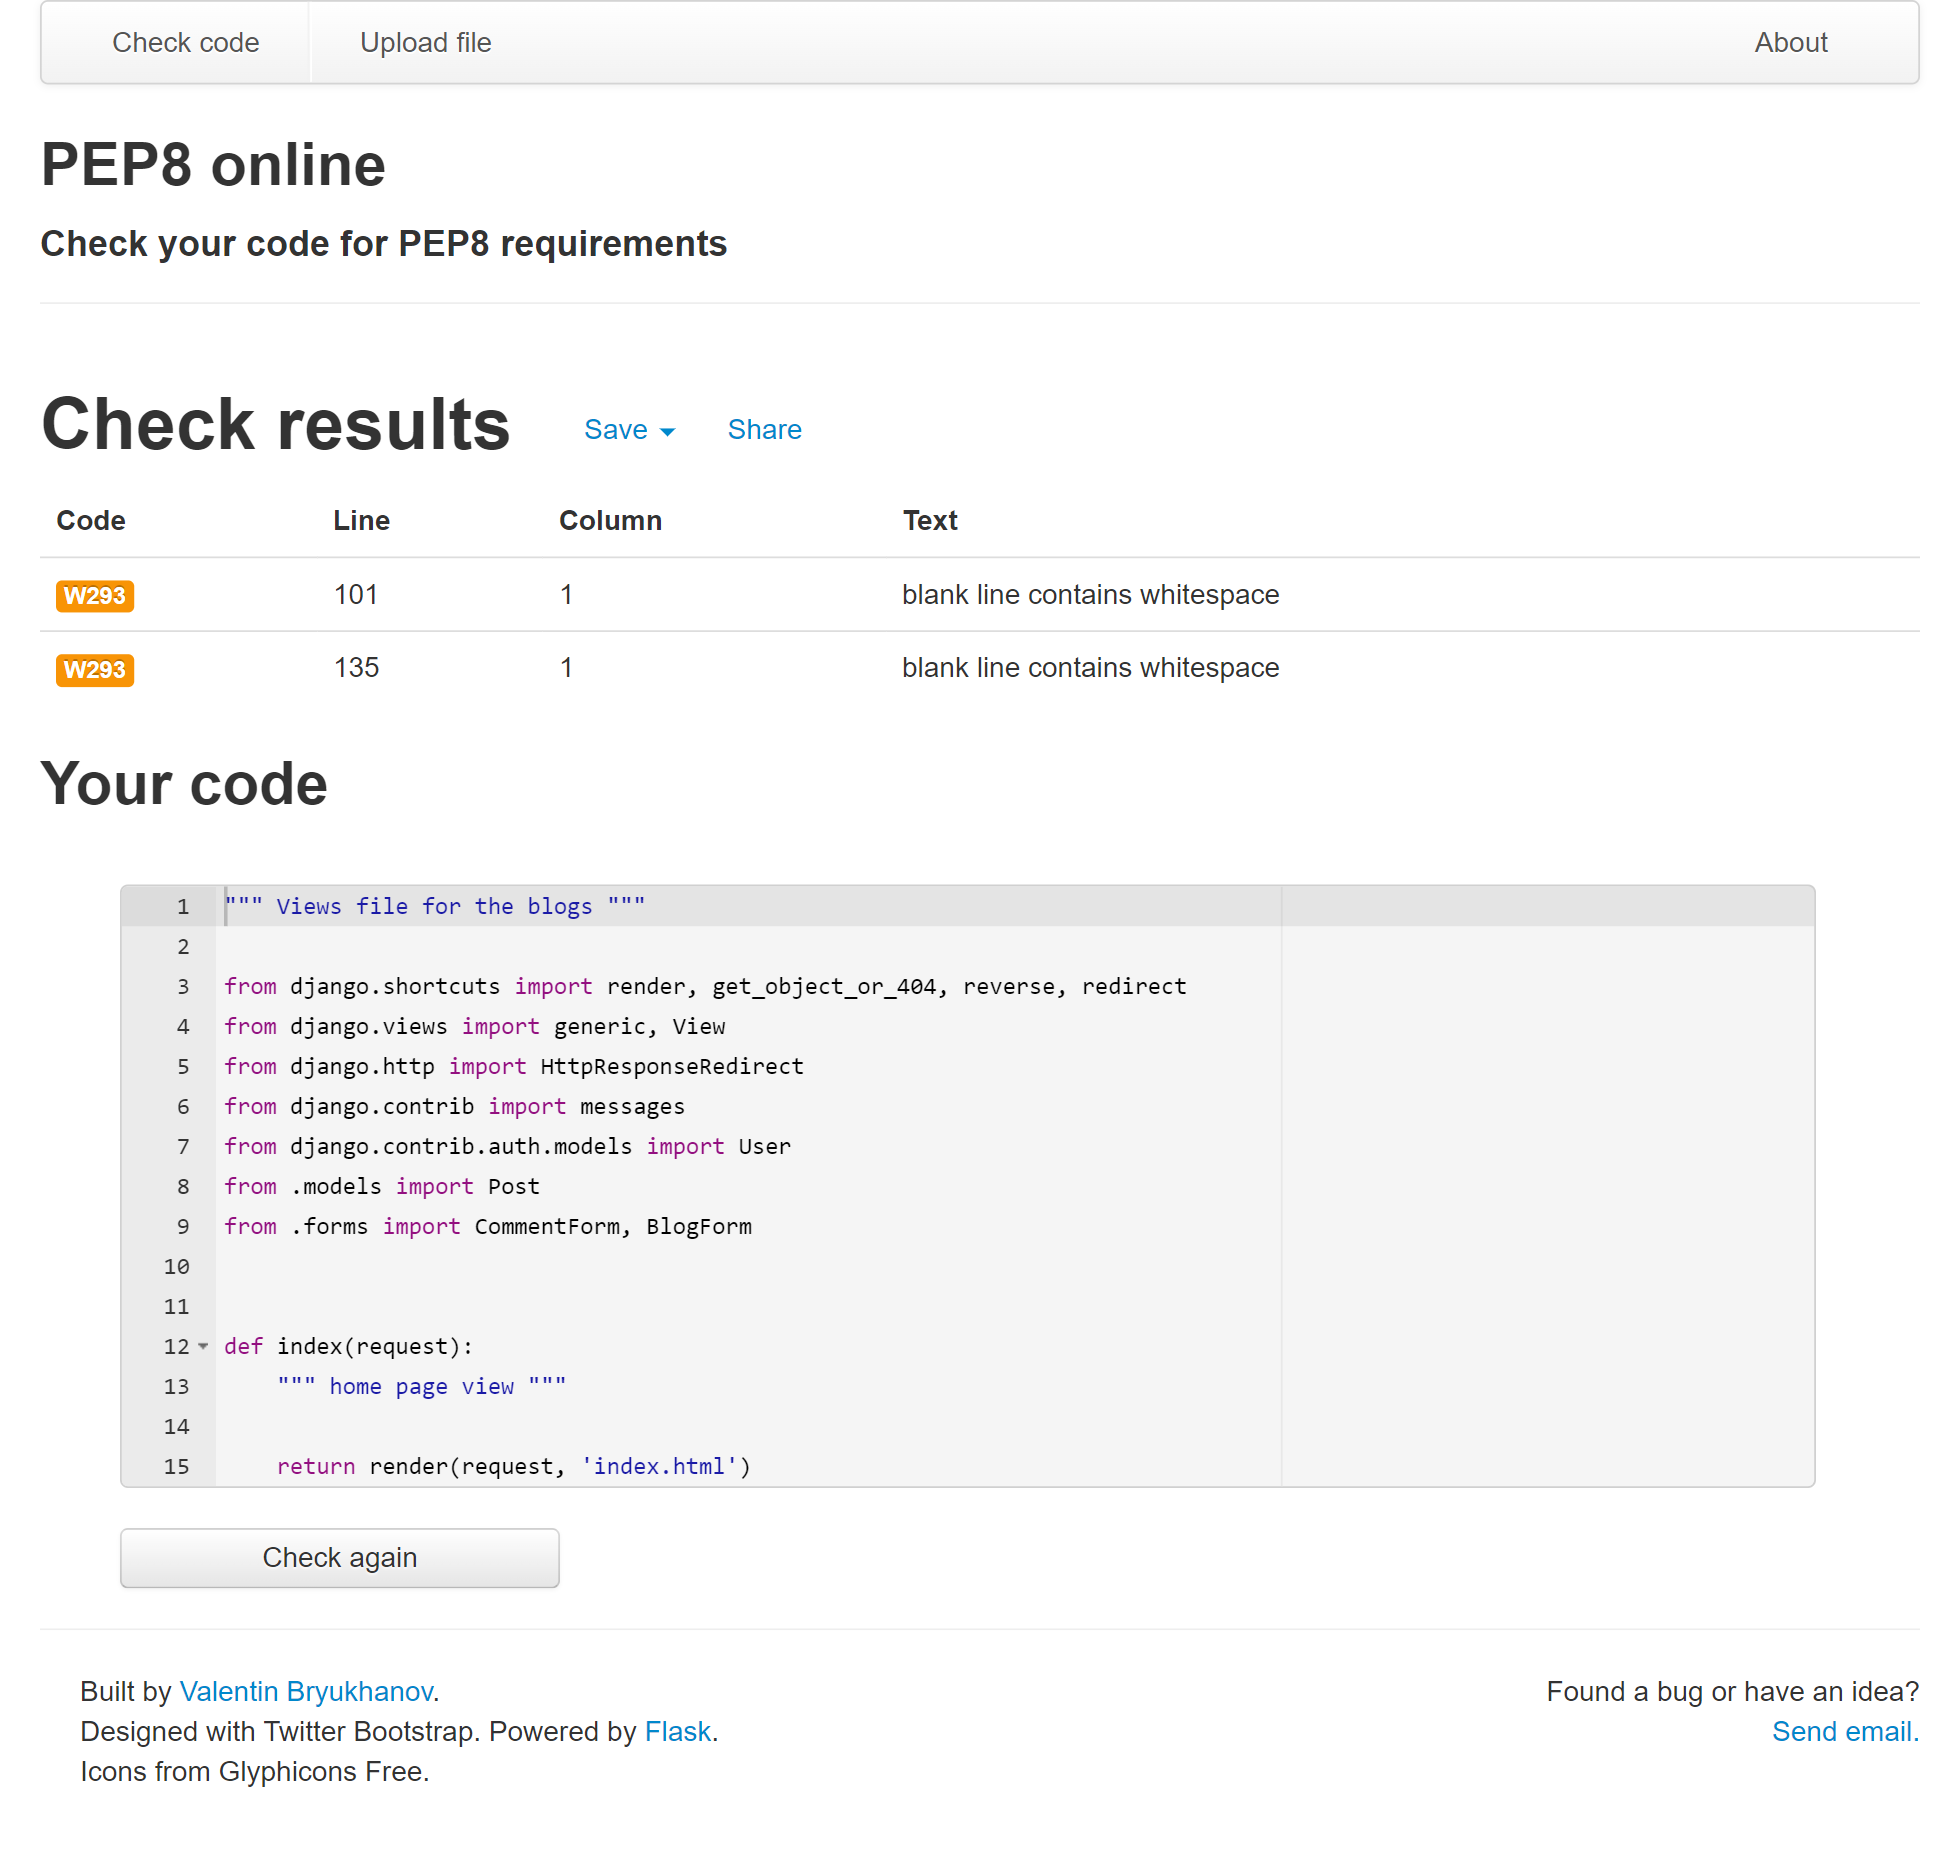 Check code Upload file About
PEP8 online
Check your code for PEP8 requirements
Check results Save Share
Code Line Column Text
W293 101 1 blank line contains whitespace
W293 135 1 blank line contains whitespace
Your code
1 """ Views file for the blogs """
2
3 from django.shortcuts import render, get_object_or_404, reverse, redirect
4 from django.views import generic, View
5 from django.http import HttpResponseRedirect
6 from django.contrib import messages
7 from django.contrib.auth.models import User
8 from .models import Post
9 from .forms import CommentForm, BlogForm
10
11
12 def index(request):
13     """ home page view """
14
15     return render(request, 'index.html')
Check again
Built by Valentin Bryukhanov. Found a bug or have an idea?
Designed with Twitter Bootstrap. Powered by Flask. Send email.
Icons from Glyphicons Free.